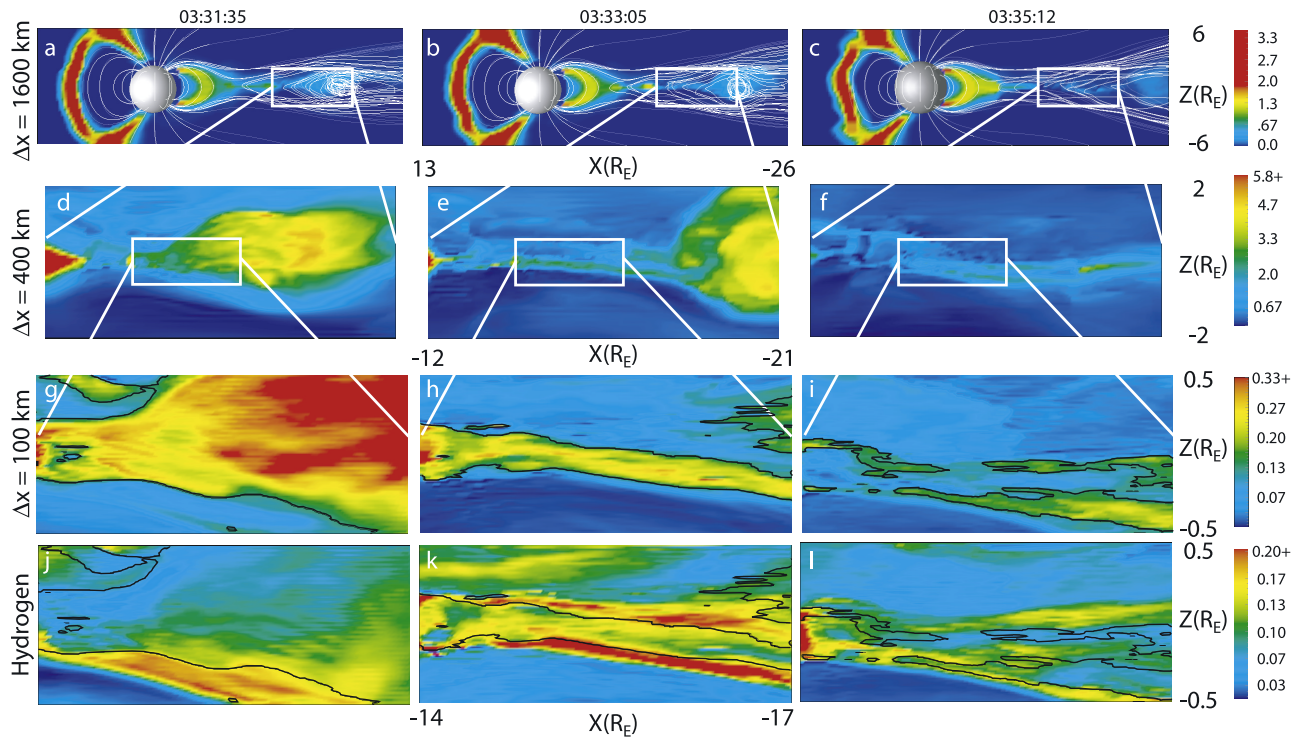 03:31:35 03:33:05 03:35:12
Δx = 1600 km
a b c
6
Z(R_E)
-6
3.3
2.7
2.0
1.3
.67
0.0
13 X(R_E) -26
Δx = 400 km
d e f
2
Z(R_E)
-2
5.8+
4.7
3.3
2.0
0.67
-12 X(R_E) -21
Δx = 100 km
g h i
0.5
Z(R_E)
-0.5
0.33+
0.27
0.20
0.13
0.07
Hydrogen
j k l
0.5
Z(R_E)
-0.5
0.20+
0.17
0.13
0.10
0.07
0.03
-14 X(R_E) -17